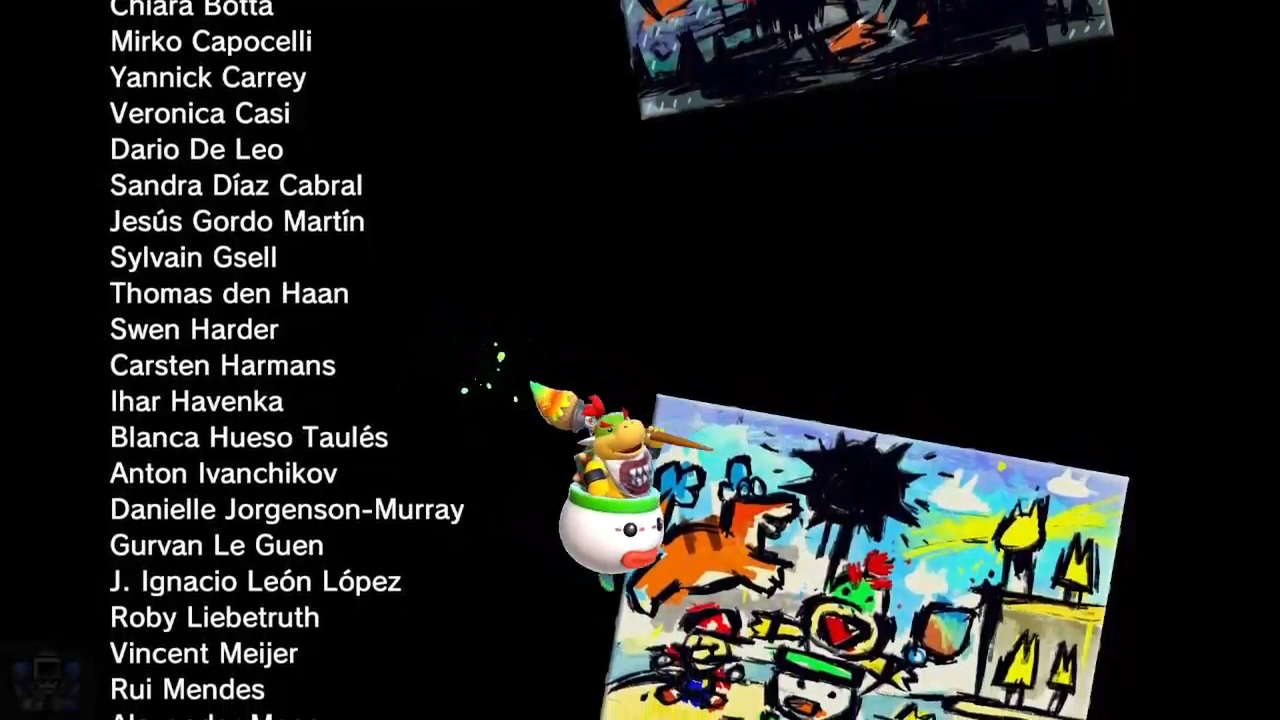 Chiara Botta
Mirko Capocelli
Yannick Carrey
Veronica Casi
Dario De Leo
Sandra Díaz Cabral
Jesús Gordo Martín
Sylvain Gsell
Thomas den Haan
Swen Harder
Carsten Harmans
Ihar Havenka
Blanca Hueso Taulés
Anton Ivanchikov
Danielle Jorgenson-Murray
Gurvan Le Guen
J. Ignacio León López
Roby Liebetruth
Vincent Meijer
Rui Mendes